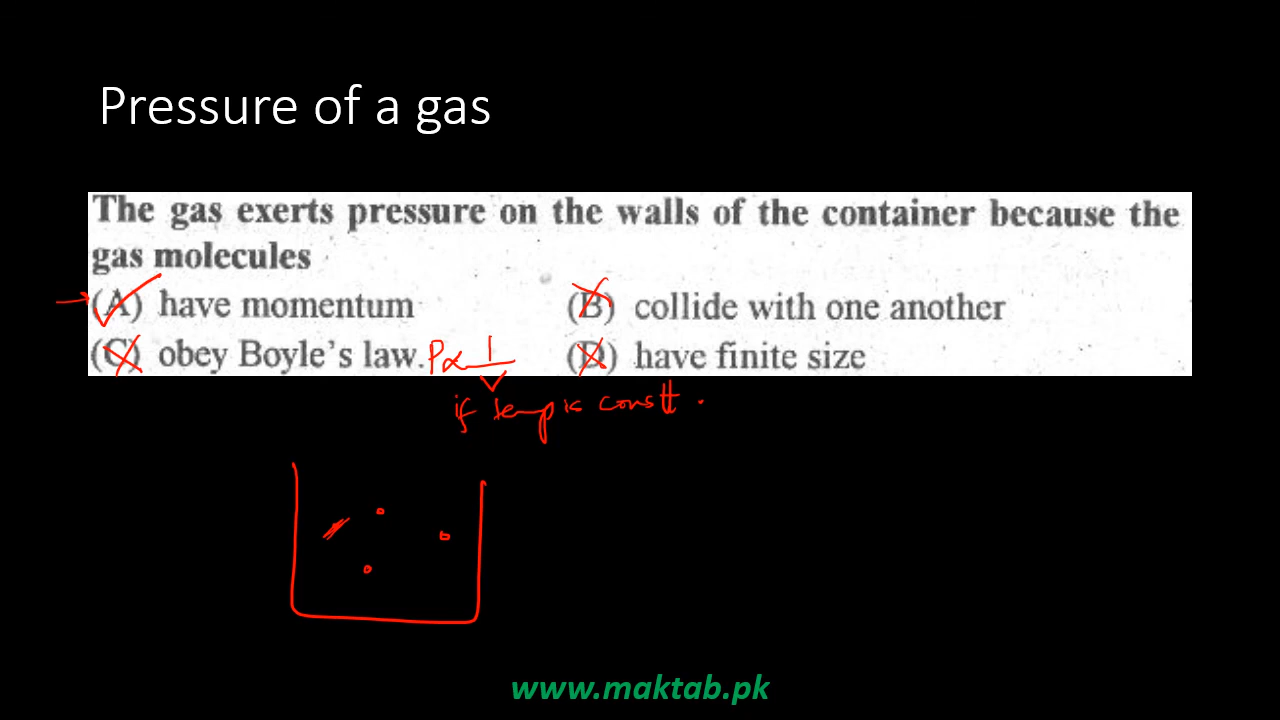 Pressure of a gas
The gas exerts pressure on the walls of the container because the
gas molecules
(A) have momentum (B) collide with one another
(C) obey Boyle's law. P∝ 1/V (D) have finite size
if temp is constt.
www.maktab.pk